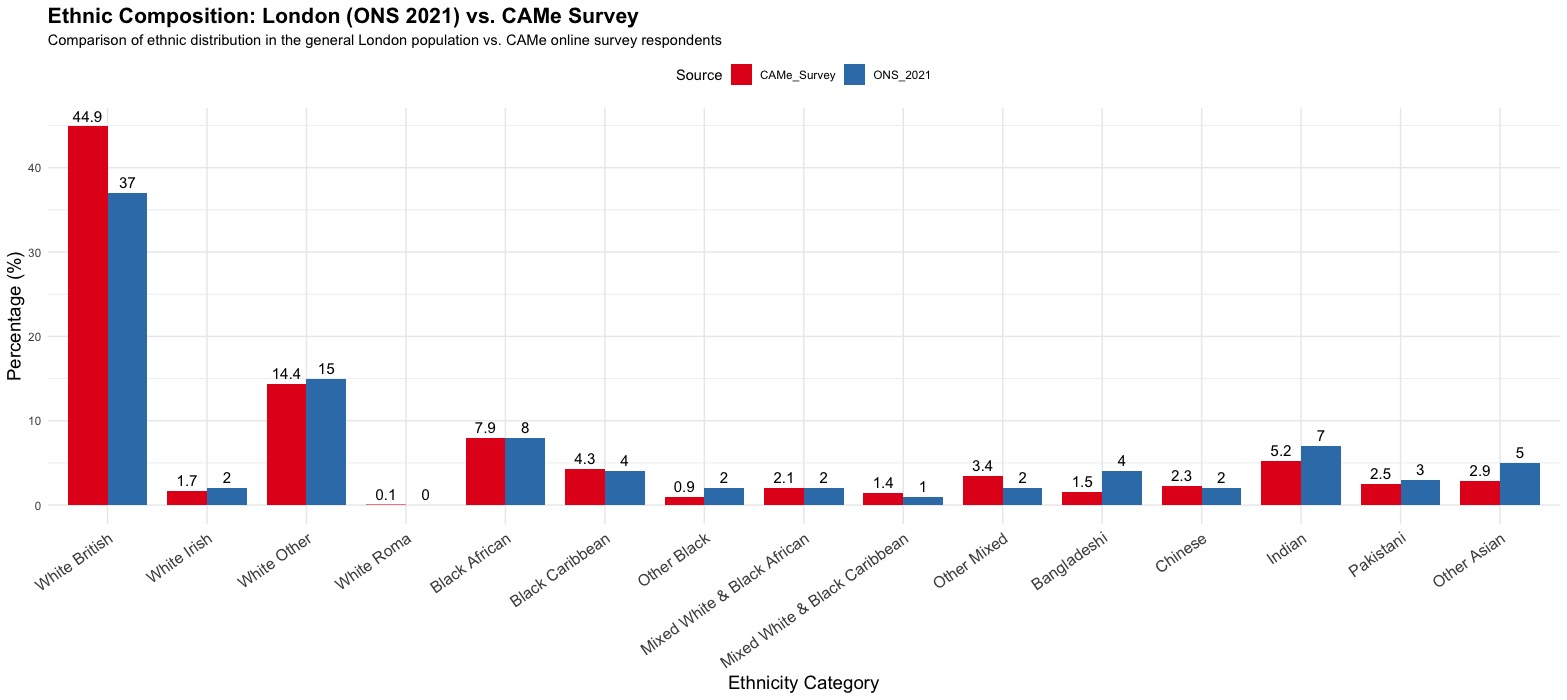 Ethnic Composition: London (ONS 2021) vs. CAMe Survey
Comparison of ethnic distribution in the general London population vs. CAMe online survey respondents
Source CAMe_Survey ONS_2021
Percentage (%)
40
30
20
10
0
44.9 37
1.7 2
14.4 15
0.1 0
7.9 8
4.3 4
0.9 2
2.1 2
1.4 1
3.4 2
1.5 4
2.3 2
5.2 7
2.5 3
2.9 5
White British
White Irish
White Other
White Roma
Black African
Black Caribbean
Other Black
Mixed White & Black African
Mixed White & Black Caribbean
Other Mixed
Bangladeshi
Chinese
Indian
Pakistani
Other Asian
Ethnicity Category